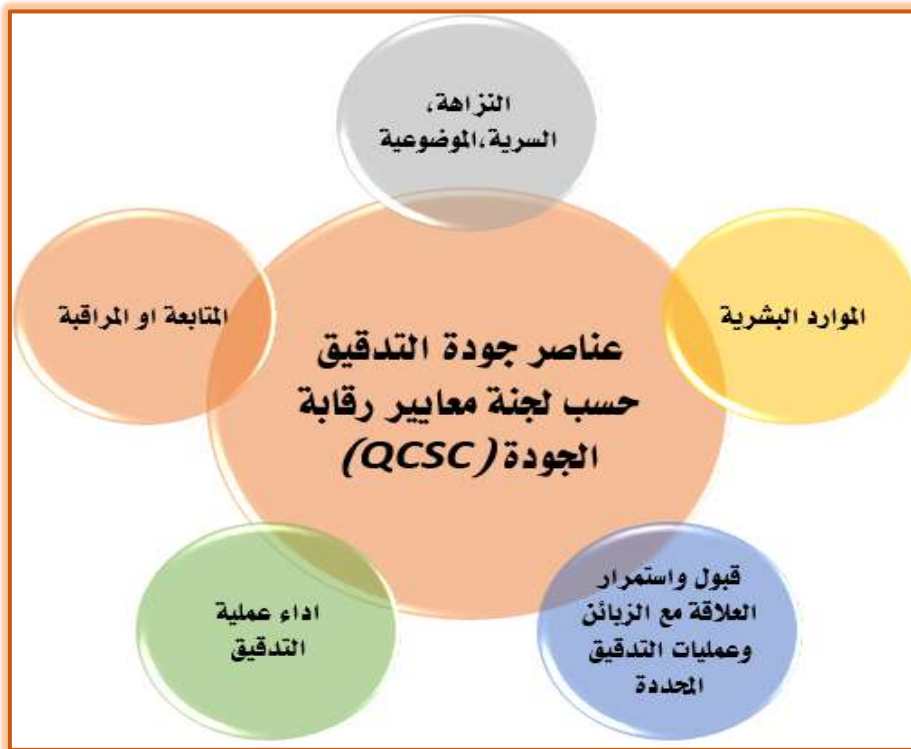 النزاهة،
السرية،الموضوعية
الموارد البشرية
المتابعة او المراقبة
عناصر جودة التدقيق
حسب لجنة معايير رقابة
الجودة (QCSC)
قبول واستمرار
العلاقة مع الزبائن
وعمليات التدقيق
المحددة
اداء عملية
التدقيق